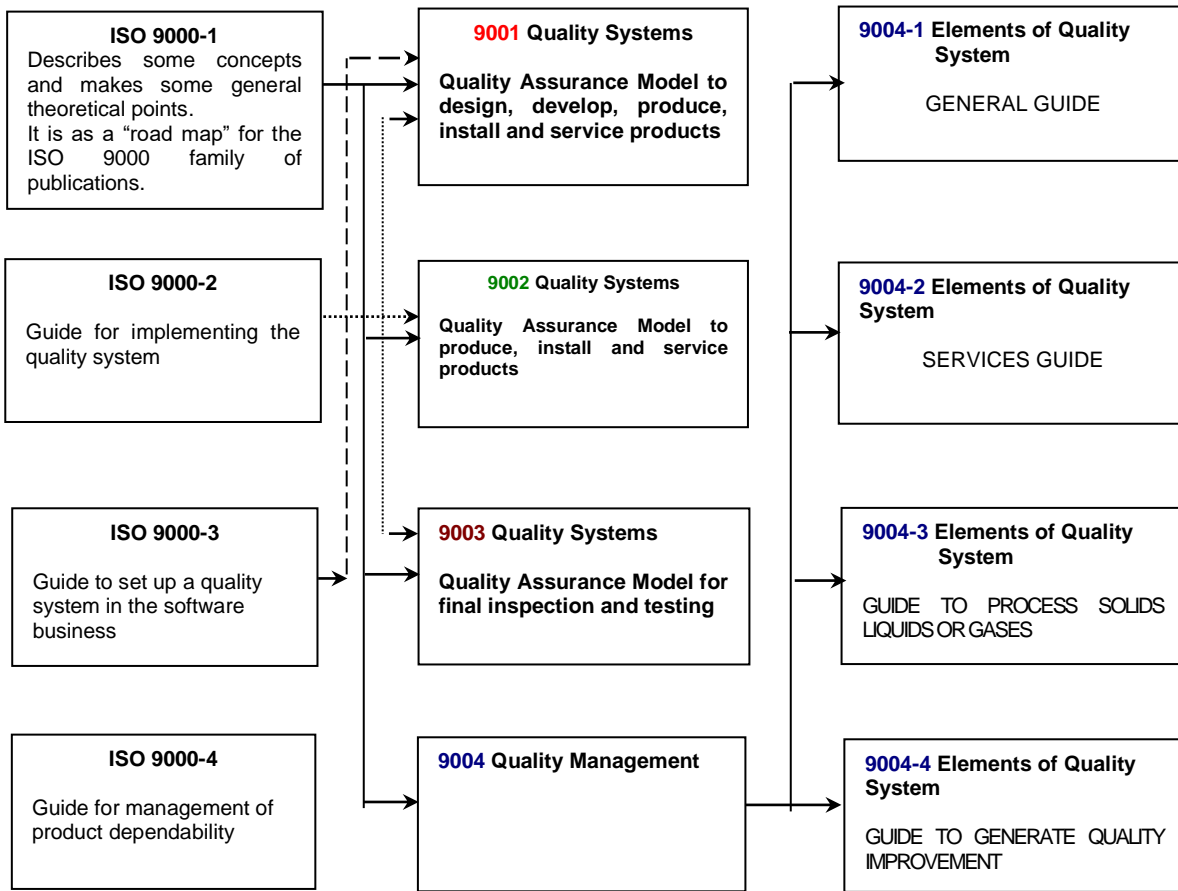 ISO 9000-1
Describes some concepts
and makes some general
theoretical points.
It is as a “road map” for the
ISO 9000 family of
publications.
9001 Quality Systems
Quality Assurance Model to
design, develop, produce,
install and service products
9004-1 Elements of Quality
System
GENERAL GUIDE
ISO 9000-2
Guide for implementing the
quality system
9002 Quality Systems
Quality Assurance Model to
produce, install and service
products
9004-2 Elements of Quality
System
SERVICES GUIDE
ISO 9000-3
Guide to set up a quality
system in the software
business
9003 Quality Systems
Quality Assurance Model for
final inspection and testing
9004-3 Elements of Quality
System
GUIDE TO PROCESS SOLIDS
LIQUIDS OR GASES
ISO 9000-4
Guide for management of
product dependability
9004 Quality Management
9004-4 Elements of Quality
System
GUIDE TO GENERATE QUALITY
IMPROVEMENT